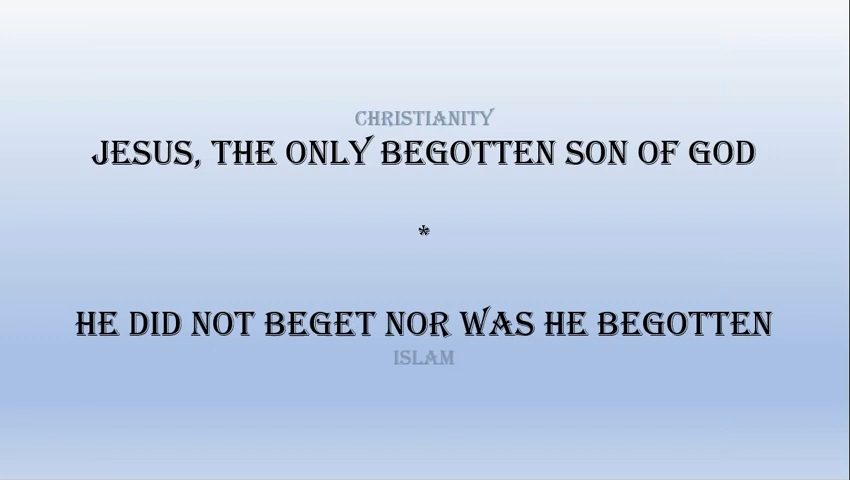 CHRISTIANITY
JESUS, THE ONLY BEGOTTEN SON OF GOD
*
HE DID NOT BEGET NOR WAS HE BEGOTTEN
ISLAM